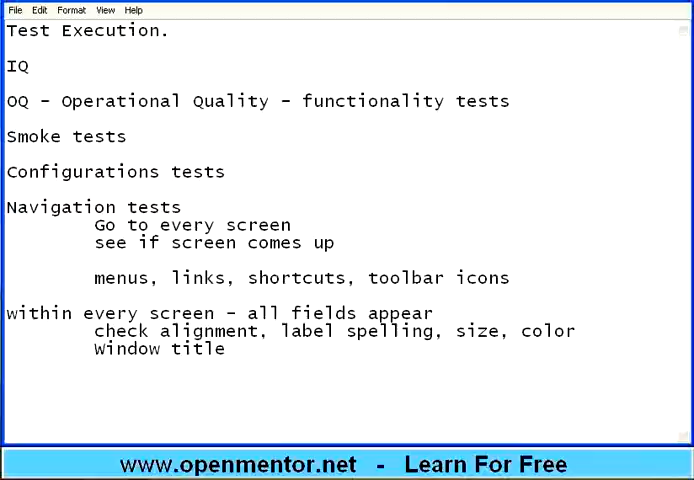 File Edit Format View Help
Test Execution.
IQ
OQ - Operational Quality - functionality tests
Smoke tests
Configurations tests
Navigation tests
Go to every screen
see if screen comes up
menus, links, shortcuts, toolbar icons
within every screen - all fields appear
check alignment, label spelling, size, color
Window title
www.openmentor.net - Learn For Free